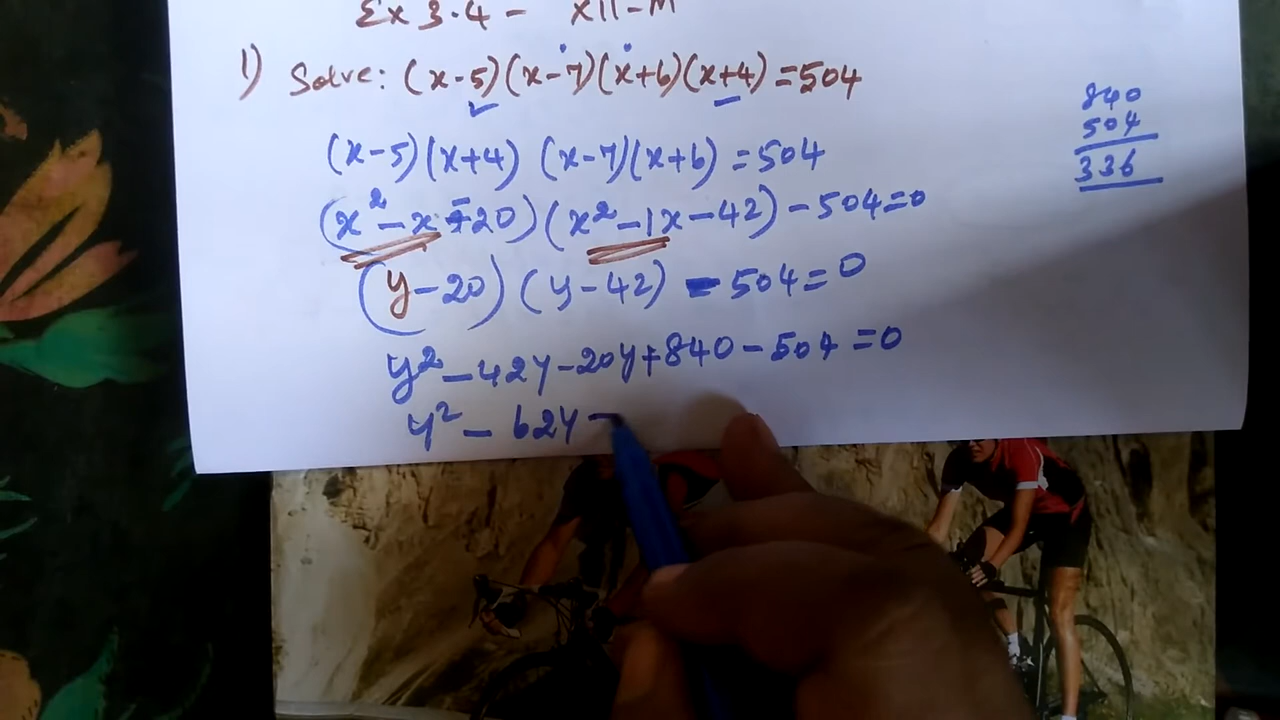 Ex 3.4 - XII-M
1) Solve: (x-5)(x-7)(x+6)(x+4)=504
(x-5)(x+4) (x-7)(x+6)=504
(x²-x-20)(x²-1x-42)-504=0
(y-20)(y-42)-504=0
y²-42y-20y+840-504=0
y²-62y
840
504
336